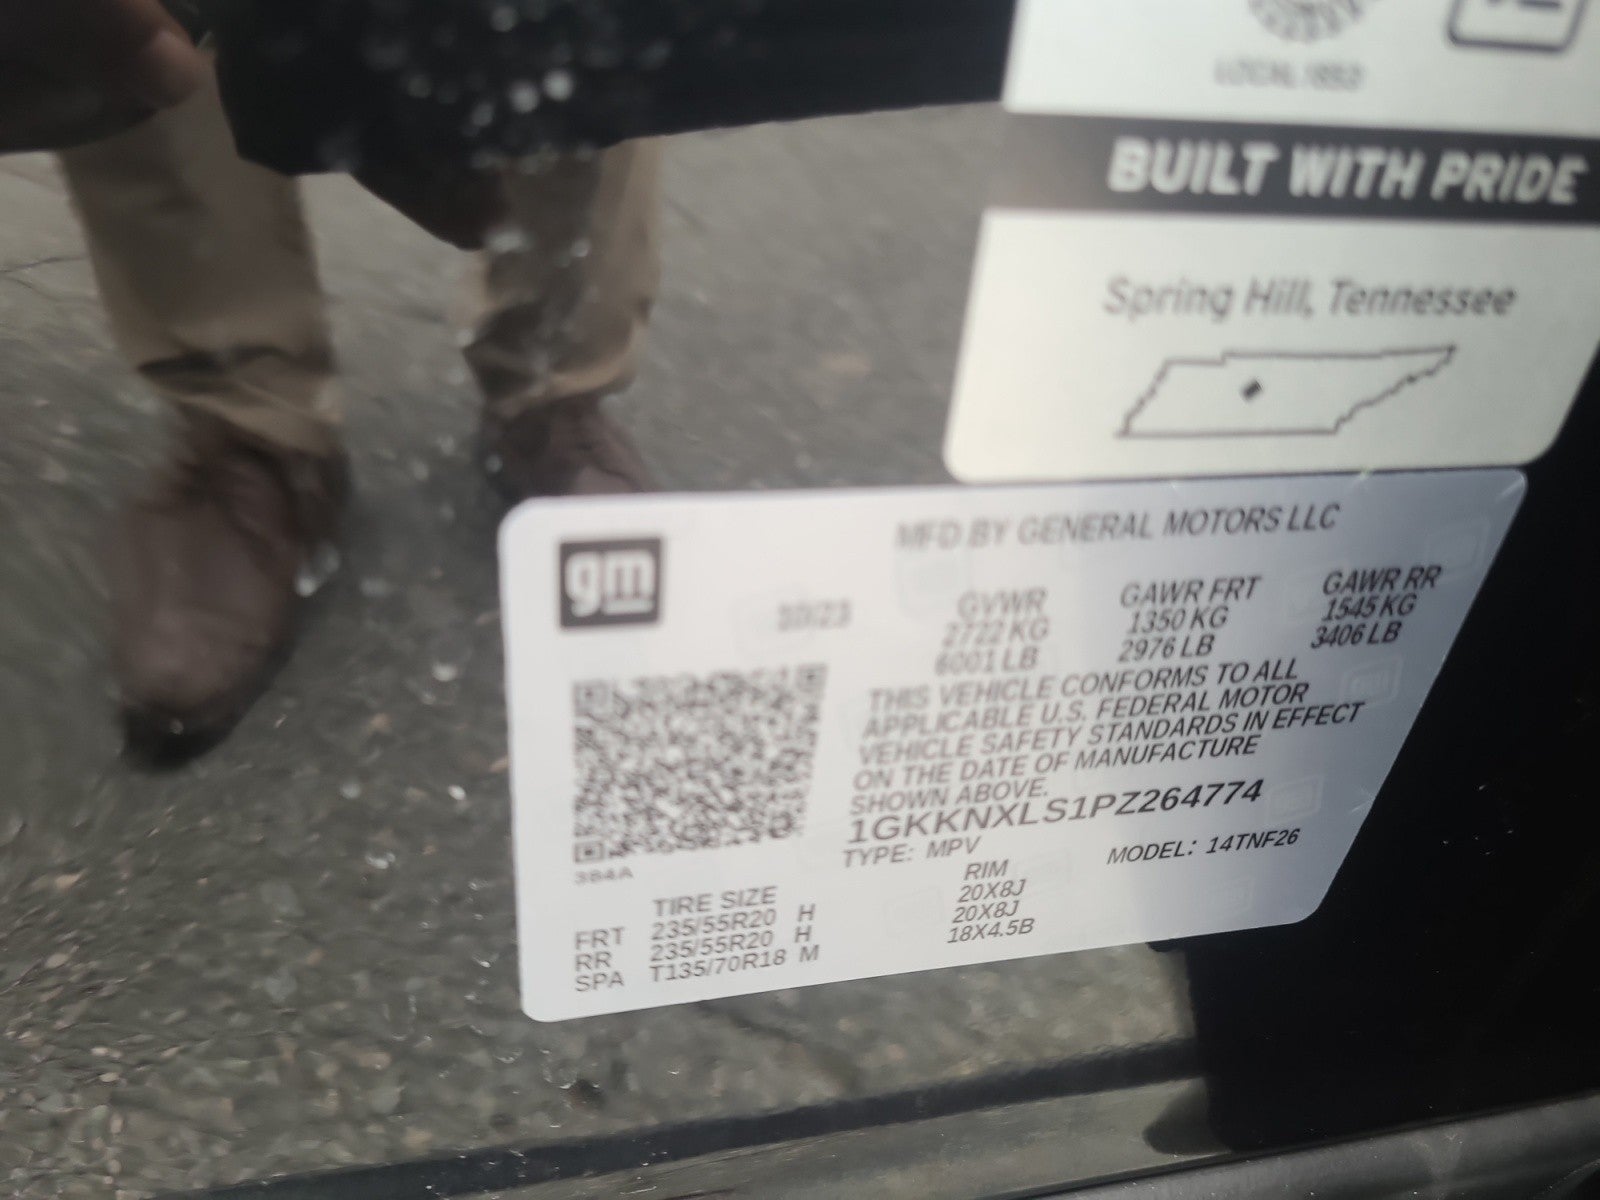 BUILT WITH PRIDE
Spring Hill, Tennessee
gm
MFD BY GENERAL MOTORS LLC
GVWR GAWR FRT GAWR RR
2722 KG 1350 KG 1545 KG
6001 LB 2976 LB 3406 LB
THIS VEHICLE CONFORMS TO ALL
APPLICABLE U.S. FEDERAL MOTOR
VEHICLE SAFETY STANDARDS IN EFFECT
ON THE DATE OF MANUFACTURE
SHOWN ABOVE.
1GKKNXLS1PZ264774
TYPE: MPV MODEL: 14TNF26
384A
TIRE SIZE RIM
FRT 235/55R20 H 20X8J
RR 235/55R20 H 20X8J
SPA T135/70R18 M 18X4.5B